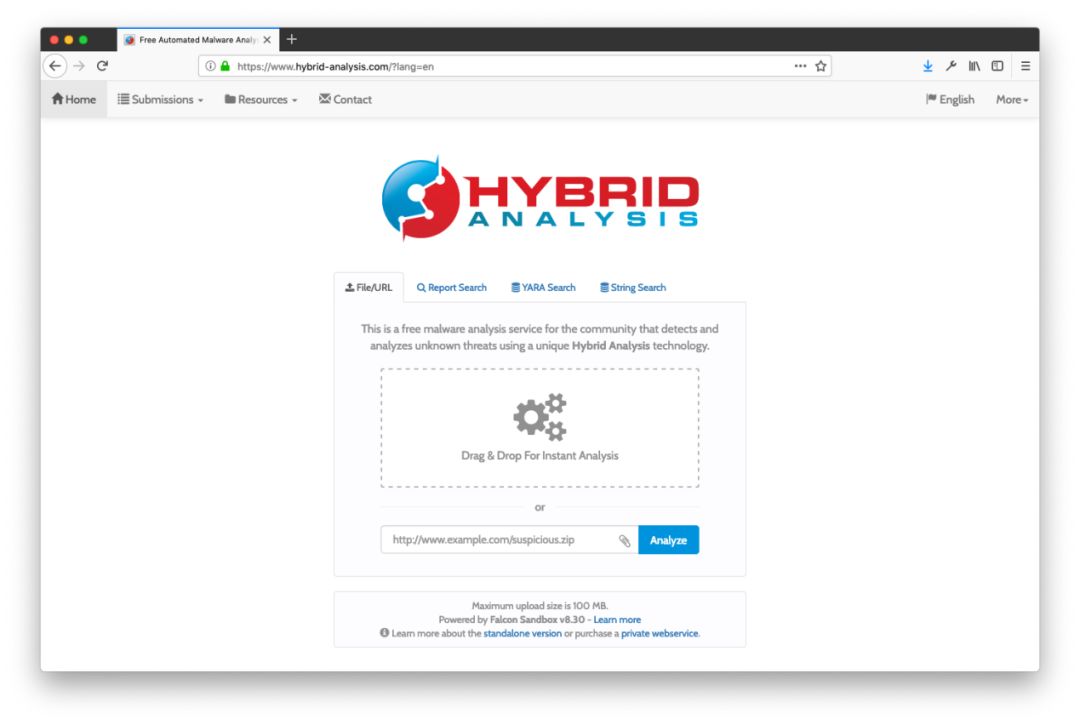 Free Automated Malware Analy
https://www.hybrid-analysis.com/?lang=en
Home Submissions Resources Contact English More
HYBRID
ANALYSIS
File/URL Report Search YARA Search String Search
This is a free malware analysis service for the community that detects and
analyzes unknown threats using a unique Hybrid Analysis technology.
Drag & Drop For Instant Analysis
or
http://www.example.com/suspicious.zip Analyze
Maximum upload size is 100 MB.
Powered by Falcon Sandbox v8.30 - Learn more
Learn more about the standalone version or purchase a private webservice.